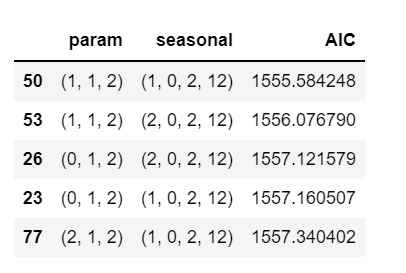 param seasonal AIC
50 (1, 1, 2) (1, 0, 2, 12) 1555.584248
53 (1, 1, 2) (2, 0, 2, 12) 1556.076790
26 (0, 1, 2) (2, 0, 2, 12) 1557.121579
23 (0, 1, 2) (1, 0, 2, 12) 1557.160507
77 (2, 1, 2) (1, 0, 2, 12) 1557.340402